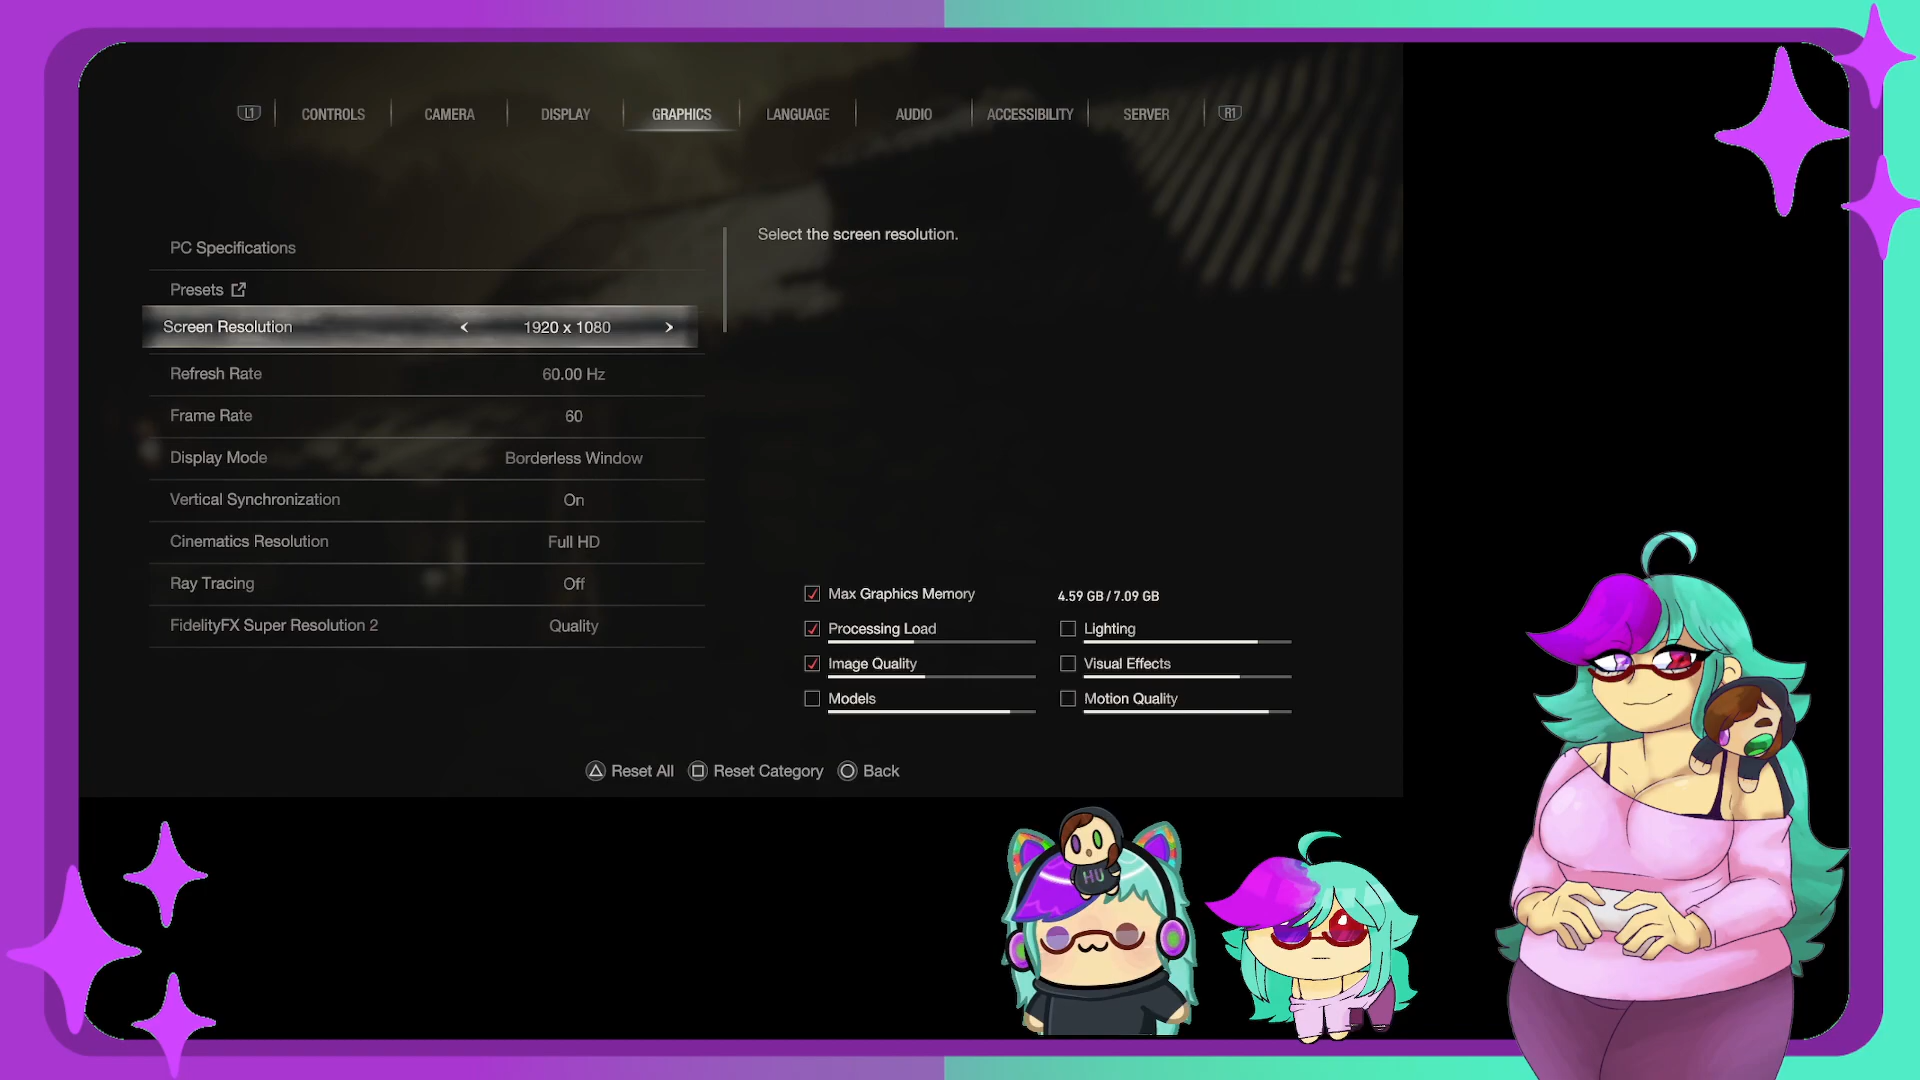 L1 CONTROLS CAMERA DISPLAY GRAPHICS LANGUAGE AUDIO ACCESSIBILITY SERVER R1
PC Specifications
Presets
Screen Resolution 1920 x 1080
Refresh Rate 60.00 Hz
Frame Rate 60
Display Mode Borderless Window
Vertical Synchronization On
Cinematics Resolution Full HD
Ray Tracing Off
FidelityFX Super Resolution 2 Quality
Select the screen resolution.
Max Graphics Memory 4.59 GB / 7.09 GB
Processing Load Lighting
Image Quality Visual Effects
Models Motion Quality
Reset All Reset Category Back
HU